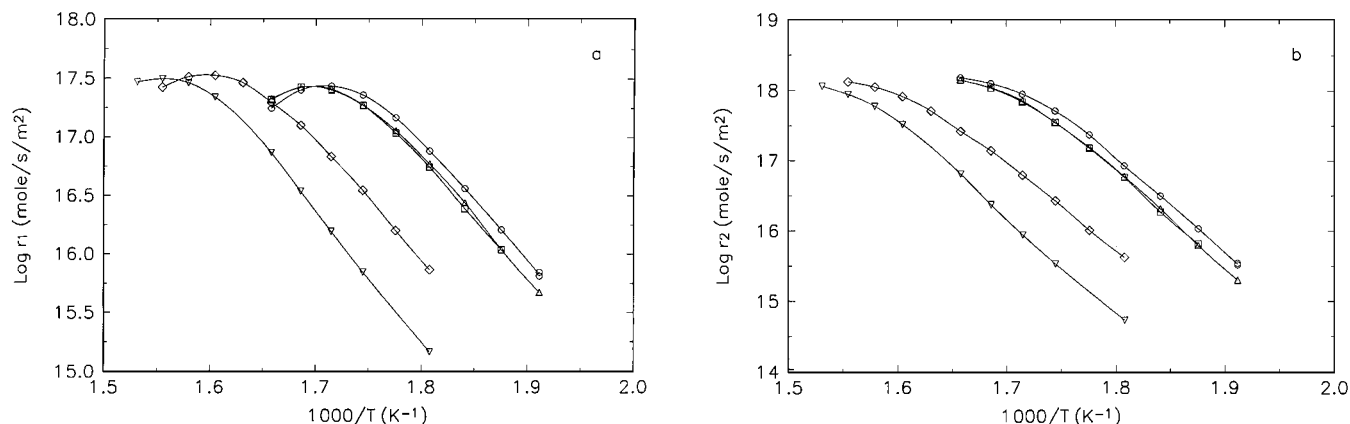 a
18.0
17.5
17.0
16.5
16.0
15.5
15.0
Log r1 (mole/s/m2)
1.5 1.6 1.7 1.8 1.9 2.0
1000/T (K-1)
b
19
18
17
16
15
14
Log r2 (mole/s/m2)
1.5 1.6 1.7 1.8 1.9 2.0
1000/T (K-1)